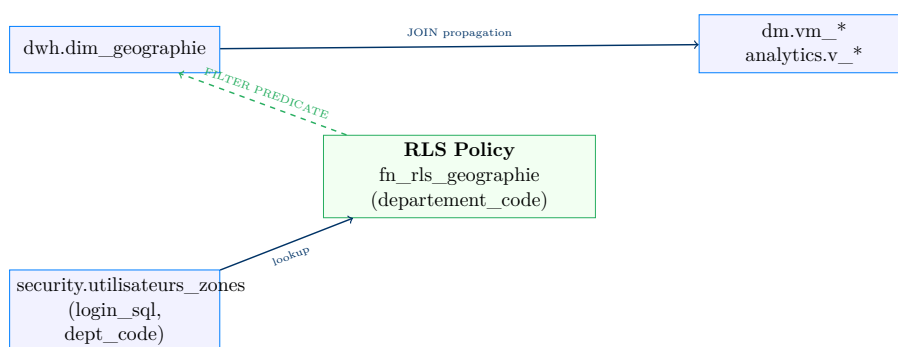 dwh.dim_geographie
JOIN propagation
dm.vm_*
analytics.v_*
FILTER PREDICATE
RLS Policy
fn_rls_geographie
(departement_code)
lookup
security.utilisateurs_zones
(login_sql,
dept_code)